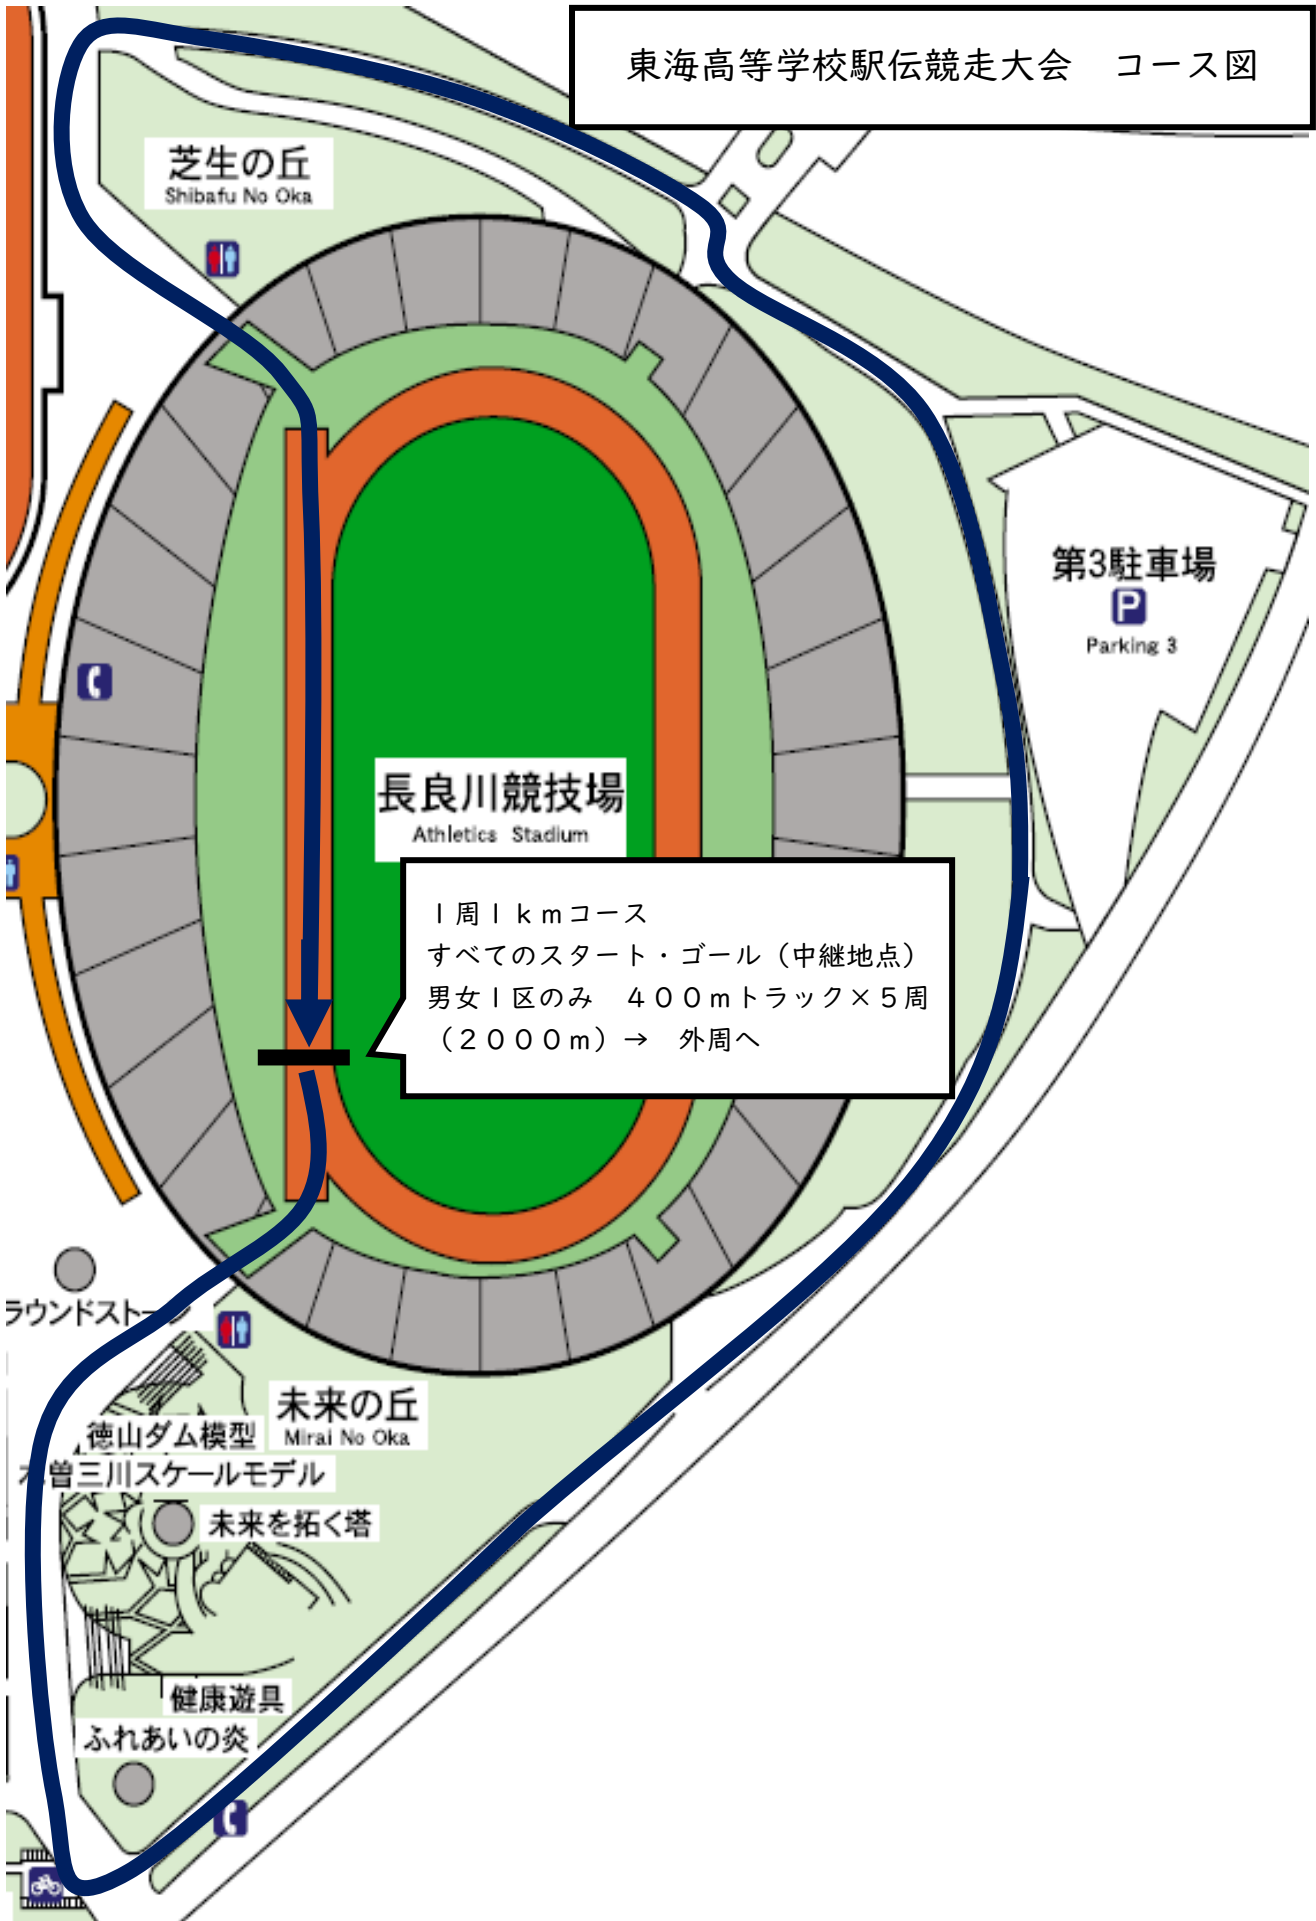 東海高等学校駅伝競走大会　コース図
芝生の丘
Shibafu No Oka
第3駐車場
P
Parking 3
長良川競技場
Athletics Stadium
１周１ｋｍコース
すべてのスタート・ゴール（中継地点）
男女１区のみ　４００ｍトラック×５周
（２０００ｍ）→　外周へ
ラウンドストーン
未来の丘
Mirai No Oka
徳山ダム模型
木曽三川スケールモデル
未来を拓く塔
健康遊具
ふれあいの炎